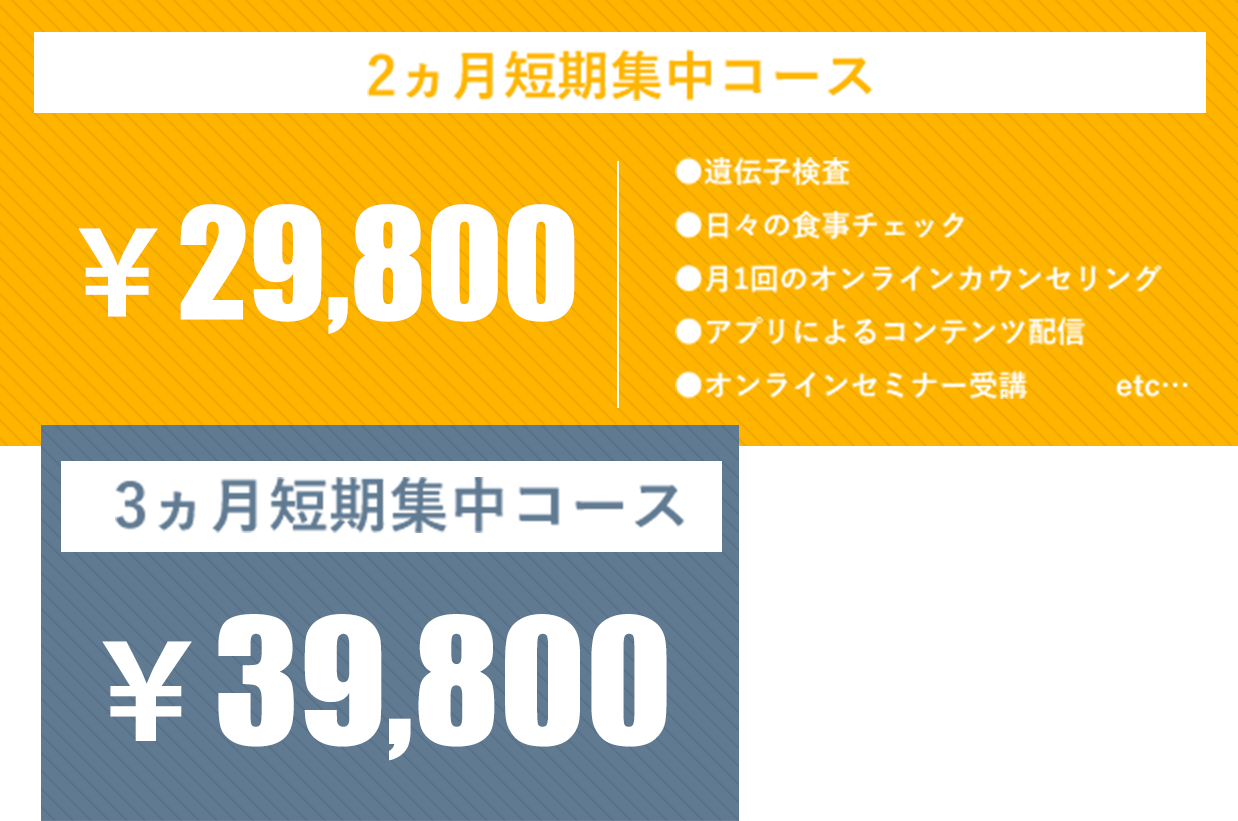 2ヵ月短期集中コース
¥29,800
●遺伝子検査
●日々の食事チェック
●月1回のオンラインカウンセリング
●アプリによるコンテンツ配信
●オンラインセミナー受講 etc…
3ヵ月短期集中コース
¥39,800